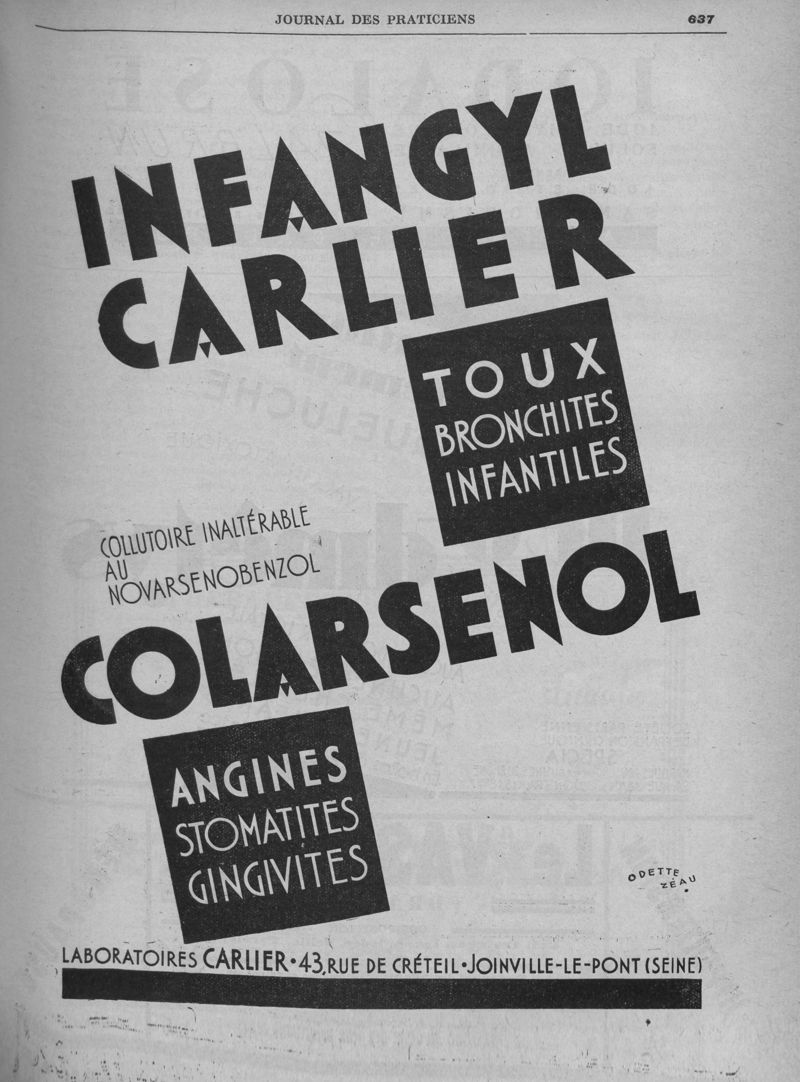 JOURNAL DES PRATICIENS 637
INFANGYL
CARLIER
TOUX
BRONCHITES
INFANTILES
COLLUTOIRE INALTÉRABLE
AU
NOVARSENOBENZOL
COLARSENOL
ANGINES
STOMATITES
GINGIVITES
ODETTE
ZÉAU
LABORATOIRES CARLIER • 43, RUE DE CRÉTEIL • JOINVILLE-LE-PONT (SEINE)